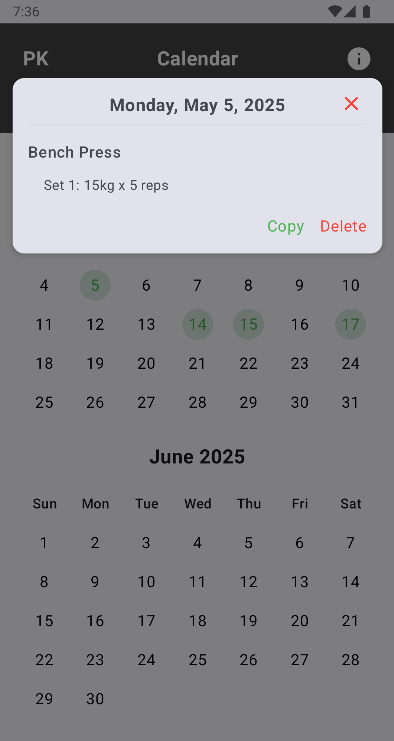 7:36
PK Calendar
Monday, May 5, 2025
Bench Press
Set 1: 15kg x 5 reps
Copy Delete
4 5 6 7 8 9 10
11 12 13 14 15 16 17
18 19 20 21 22 23 24
25 26 27 28 29 30 31
June 2025
Sun Mon Tue Wed Thu Fri Sat
1 2 3 4 5 6 7
8 9 10 11 12 13 14
15 16 17 18 19 20 21
22 23 24 25 26 27 28
29 30